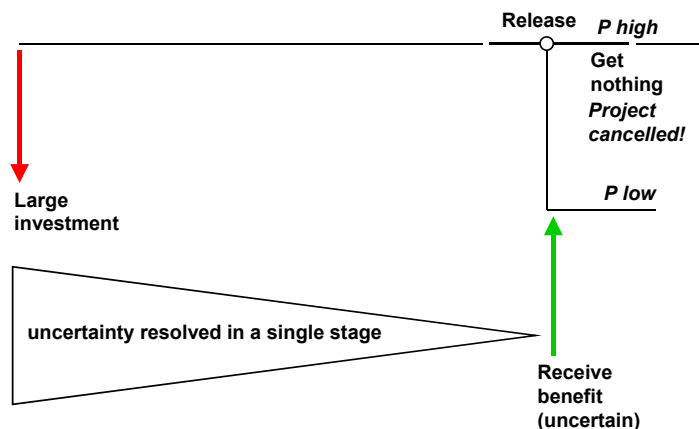 Release
P high
Get
nothing
Project
cancelled!
Large
investment
P low
uncertainty resolved in a single stage
Receive
benefit
(uncertain)